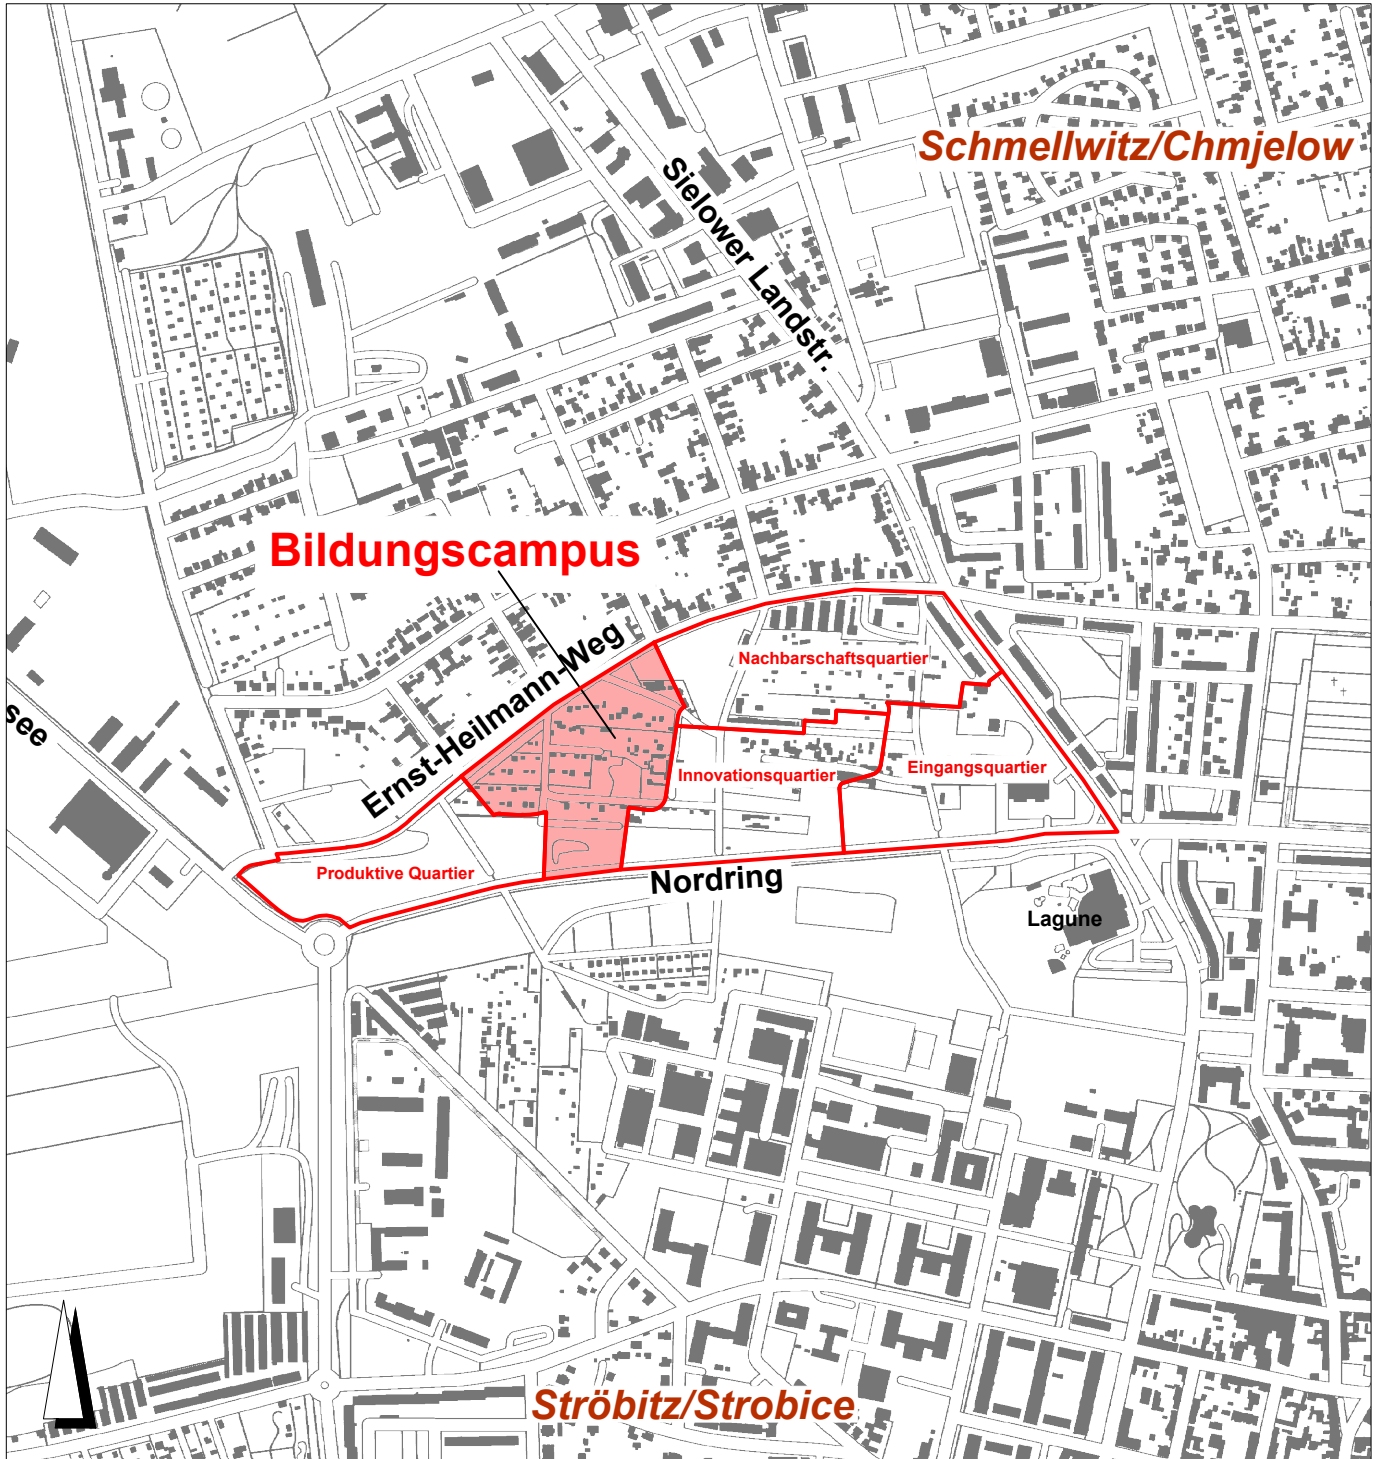 Schmellwitz/Chmjelow
Sielower Landstr.
Bildungscampus
Ernst-Heilmann-Weg
Nachbarschaftsquartier
see
Innovationsquartier
Eingangsquartier
Produktive Quartier
Nordring
Lagune
Ströbitz/Strobice